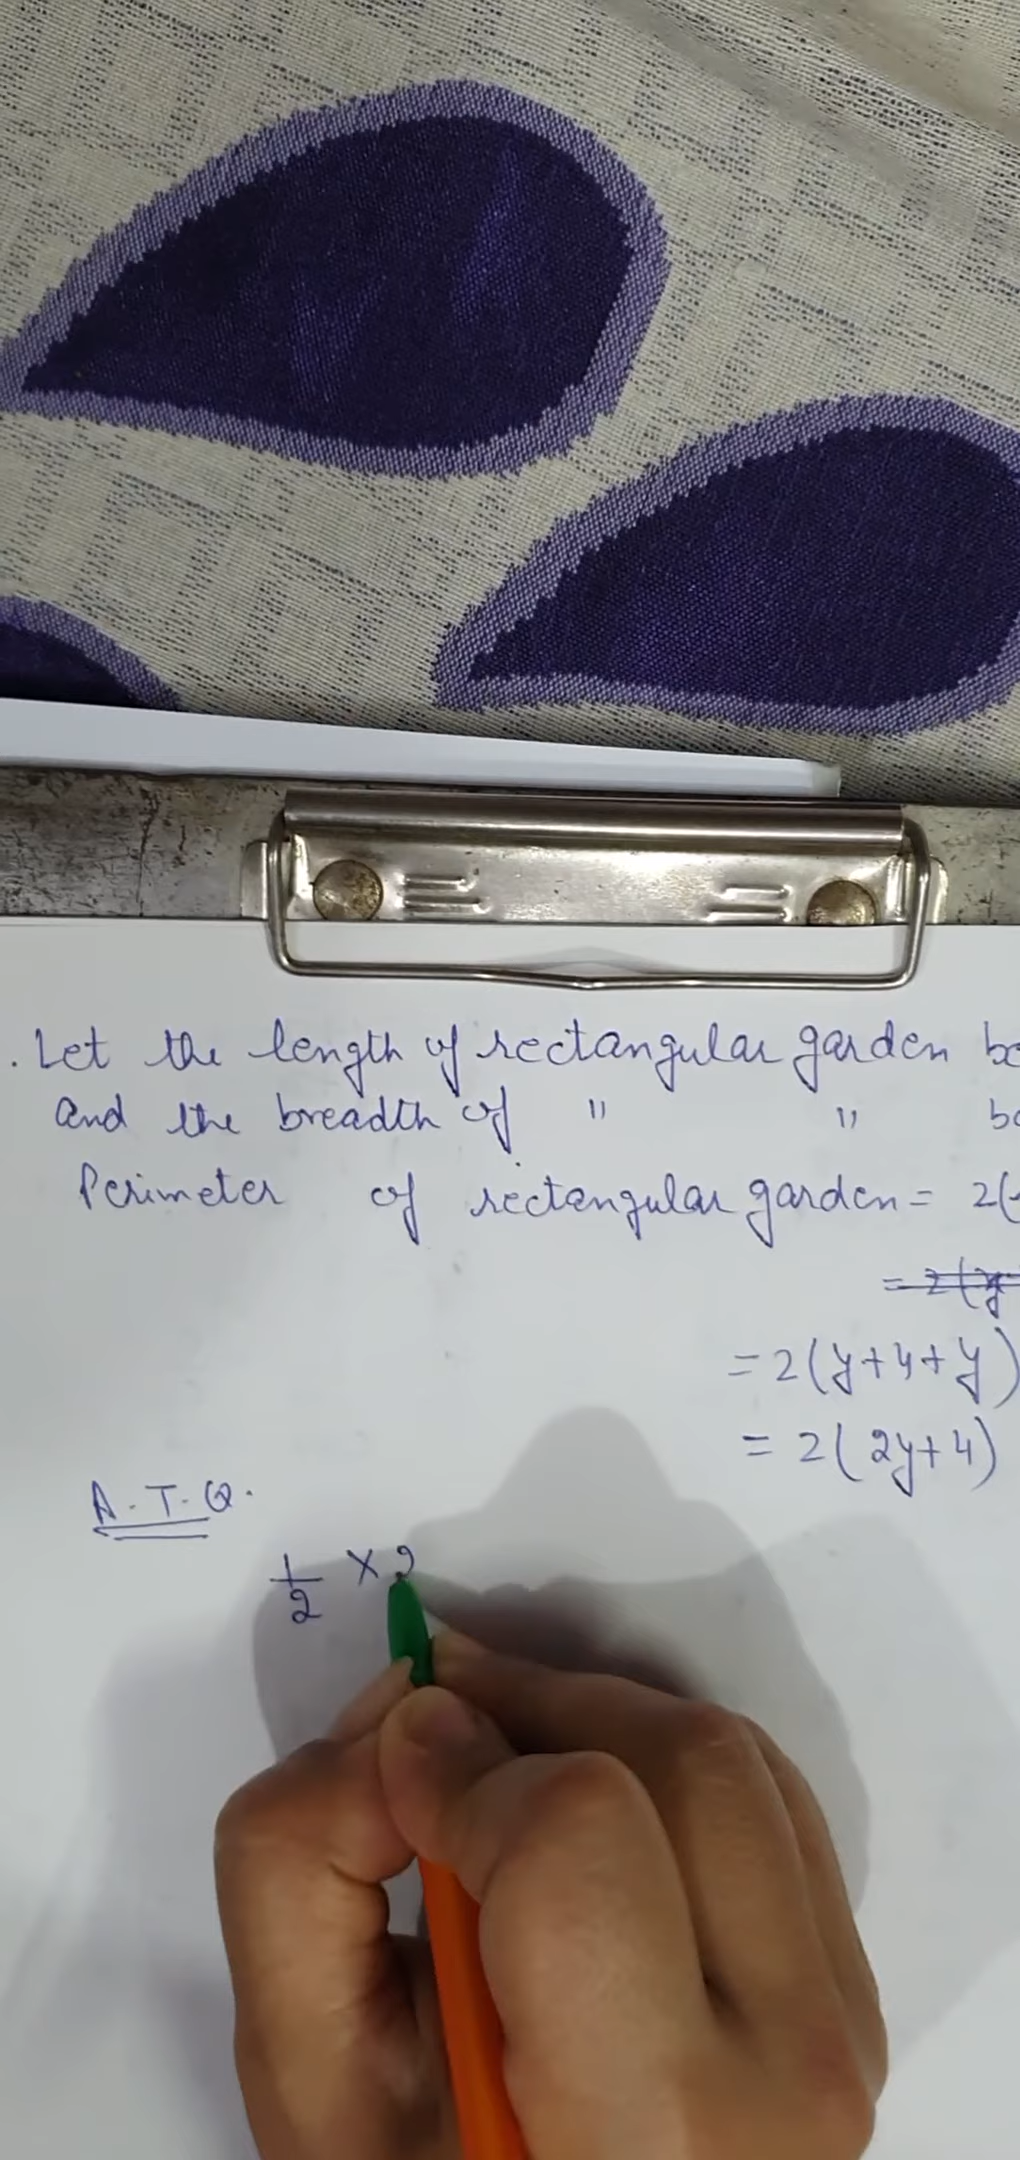 . Let the length of rectangular garden be
and the breadth of " " be
Perimeter of rectangular garden = 2(
= 2(y
= 2(y+4+y)
= 2(2y+4)
A.T.Q.
1/2 × 2